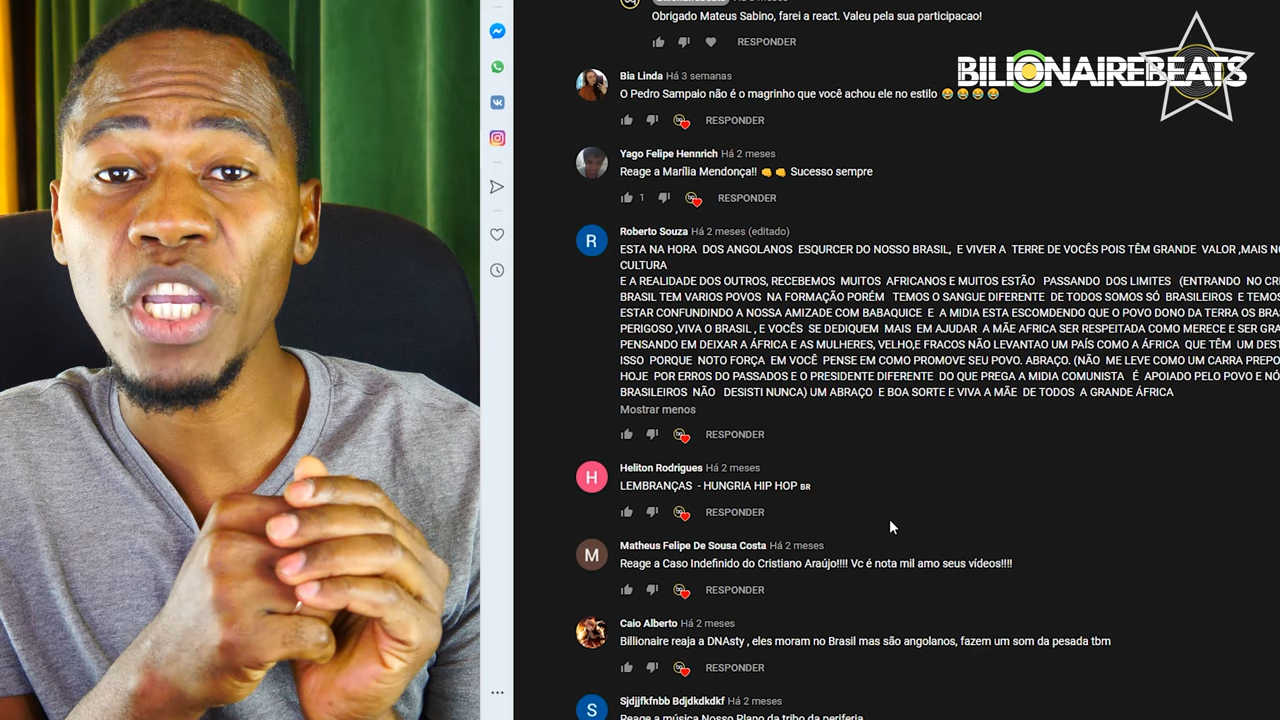 Obrigado Mateus Sabino, farei a react. Valeu pela sua participacao!
RESPONDER
BILIONAIREBEATS
Bia Linda Há 3 semanas
O Pedro Sampaio não é o magrinho que você achou ele no estilo 😂 😂 😂 😂
RESPONDER
Yago Felipe Hennrich Há 2 meses
Reage a Marília Mendonça!! 👊 👊 Sucesso sempre
1 RESPONDER
R
Roberto Souza Há 2 meses (editado)
ESTA NA HORA DOS ANGOLANOS ESQURCER DO NOSSO BRASIL, E VIVER A TERRE DE VOCÊS POIS TÊM GRANDE VALOR ,MAIS
CULTURA
E A REALIDADE DOS OUTROS, RECEBEMOS MUITOS AFRICANOS E MUITOS ESTÃO PASSANDO DOS LIMITES (ENTRANDO NO
BRASIL TEM VARIOS POVOS NA FORMAÇÃO PORÉM TEMOS O SANGUE DIFERENTE DE TODOS SOMOS SÓ BRASILEIROS E TEMOS
ESTAR CONFUNDINDO A NOSSA AMIZADE COM BABAQUICE E A MIDIA ESTA ESCOMDENDO QUE O POVO DONO DA TERRA OS
PERIGOSO ,VIVA O BRASIL , E VOCÊS SE DEDIQUEM MAIS EM AJUDAR A MÃE AFRICA SER RESPEITADA COMO MERECE E SER
PENSANDO EM DEIXAR A ÁFRICA E AS MULHERES, VELHO,E FRACOS NÃO LEVANTAO UM PAÍS COMO A ÁFRICA QUE TÊM UM
ISSO PORQUE NOTO FORÇA EM VOCÊ PENSE EM COMO PROMOVE SEU POVO. ABRAÇO. (NÃO ME LEVE COMO UM CARRA
HOJE POR ERROS DO PASSADOS E O PRESIDENTE DIFERENTE DO QUE PREGA A MIDIA COMUNISTA É APOIADO PELO POVO E
BRASILEIROS NÃO DESISTI NUNCA) UM ABRAÇO E BOA SORTE E VIVA A MÃE DE TODOS A GRANDE ÁFRICA
Mostrar menos
RESPONDER
H
Heliton Rodrigues Há 2 meses
LEMBRANÇAS - HUNGRIA HIP HOP BR
RESPONDER
M
Matheus Felipe De Sousa Costa Há 2 meses
Reage a Caso Indefinido do Cristiano Araújo!!!! Vc é nota mil amo seus vídeos!!!!
RESPONDER
Caio Alberto Há 2 meses
Billionaire reaja a DNAsty , eles moram no Brasil mas são angolanos, fazem um som da pesada tbm
RESPONDER
S
Sjdjjfkfnbb Bdjdkdkdkf Há 2 meses
Reage a música Nosso Plano da tribo da periferia